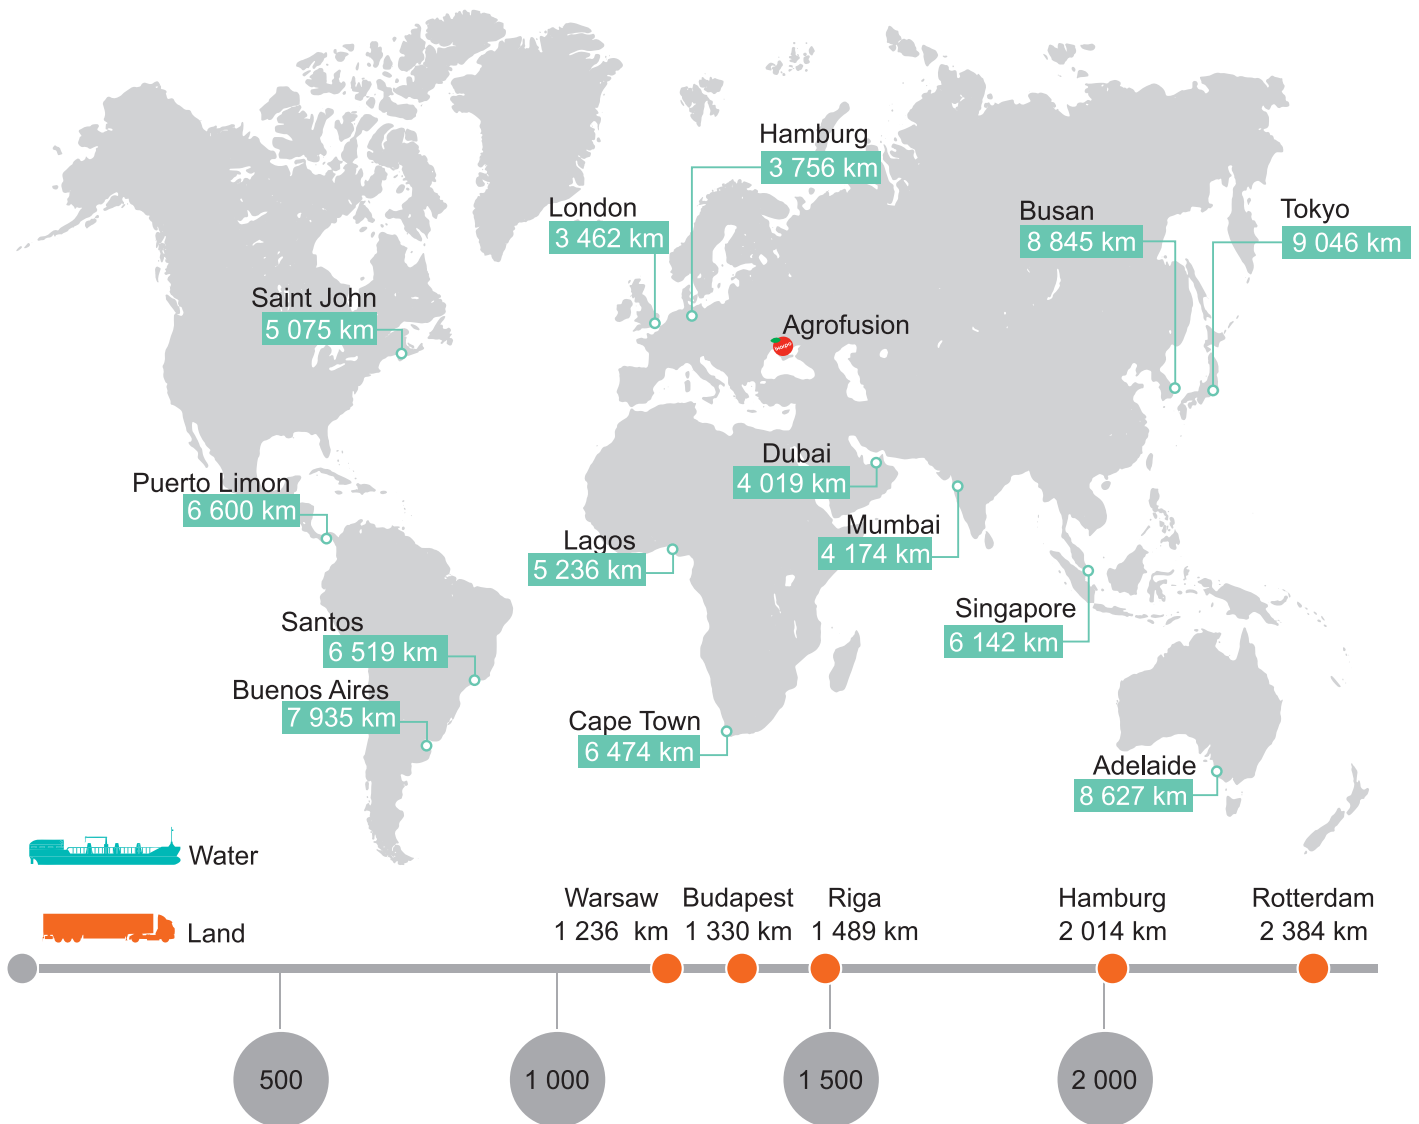 Hamburg
3 756 km
London
3 462 km
Busan
8 845 km
Tokyo
9 046 km
Saint John
5 075 km
Agrofusion
Dubai
4 019 km
Puerto Limon
6 600 km
Mumbai
4 174 km
Lagos
5 236 km
Singapore
6 142 km
Santos
6 519 km
Buenos Aires
7 935 km
Cape Town
6 474 km
Adelaide
8 627 km
Water
Land
Warsaw
1 236 km
Budapest
1 330 km
Riga
1 489 km
Hamburg
2 014 km
Rotterdam
2 384 km
500
1 000
1 500
2 000